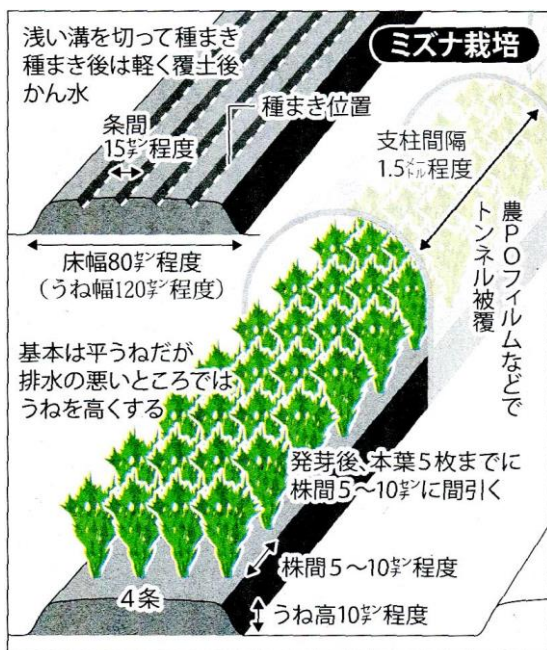 ミズナ栽培
浅い溝を切って種まき
種まき後は軽く覆土後
かん水
種まき位置
条間
15㌢程度
支柱間隔
1.5㍍程度
農POフィルムなどで
トンネル被覆
床幅80㌢程度
（うね幅120㌢程度）
基本は平うねだが
排水の悪いところでは
うねを高くする
発芽後、本葉5枚までに
株間5～10㌢に間引く
株間5～10㌢程度
4条
うね高10㌢程度